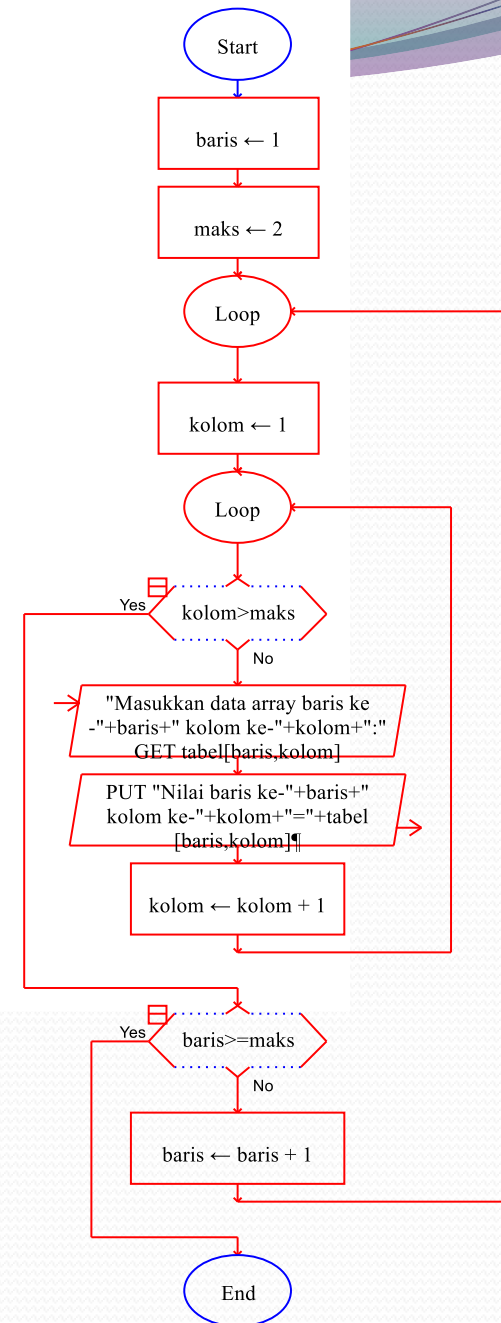 Start
baris ← 1
maks ← 2
Loop
kolom ← 1
Loop
Yes
kolom>maks
No
"Masukkan data array baris ke
-"+baris+" kolom ke-"+kolom+":"
GET tabel[baris,kolom]
PUT "Nilai baris ke-"+baris+"
kolom ke-"+kolom+"="+tabel
[baris,kolom]¶
kolom ← kolom + 1
Yes
baris>=maks
No
baris ← baris + 1
End